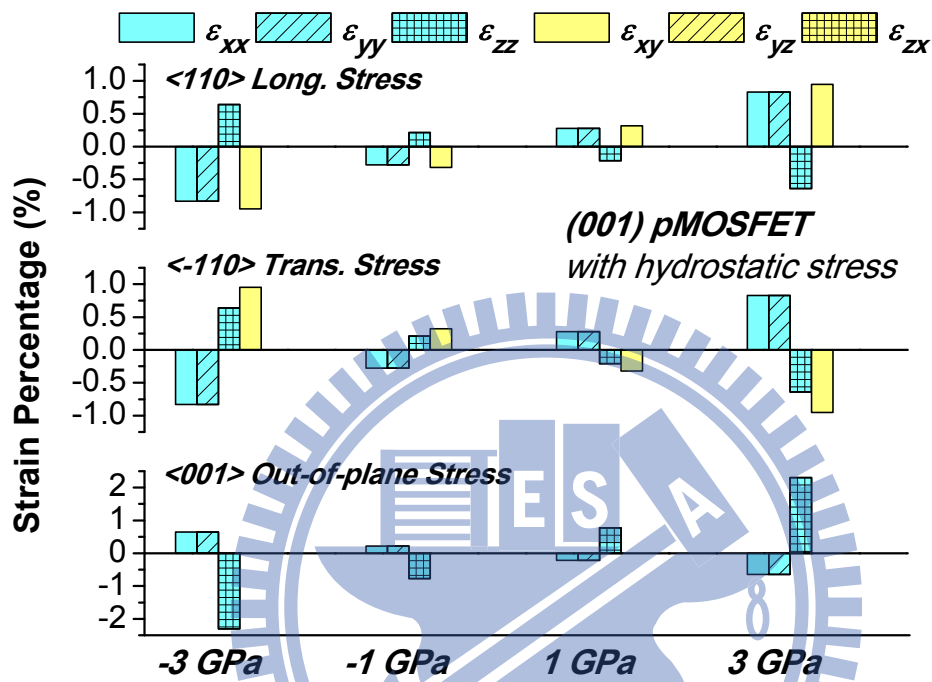 εxx εyy εzz εxy εyz εzx
<110> Long. Stress
1.0
0.5
0.0
-0.5
-1.0
(001) pMOSFET
with hydrostatic stress
<-110> Trans. Stress
1.0
0.5
0.0
-0.5
-1.0
<001> Out-of-plane Stress
2
1
0
-1
-2
-3 GPa -1 GPa 1 GPa 3 GPa
Strain Percentage (%)
E S A
8